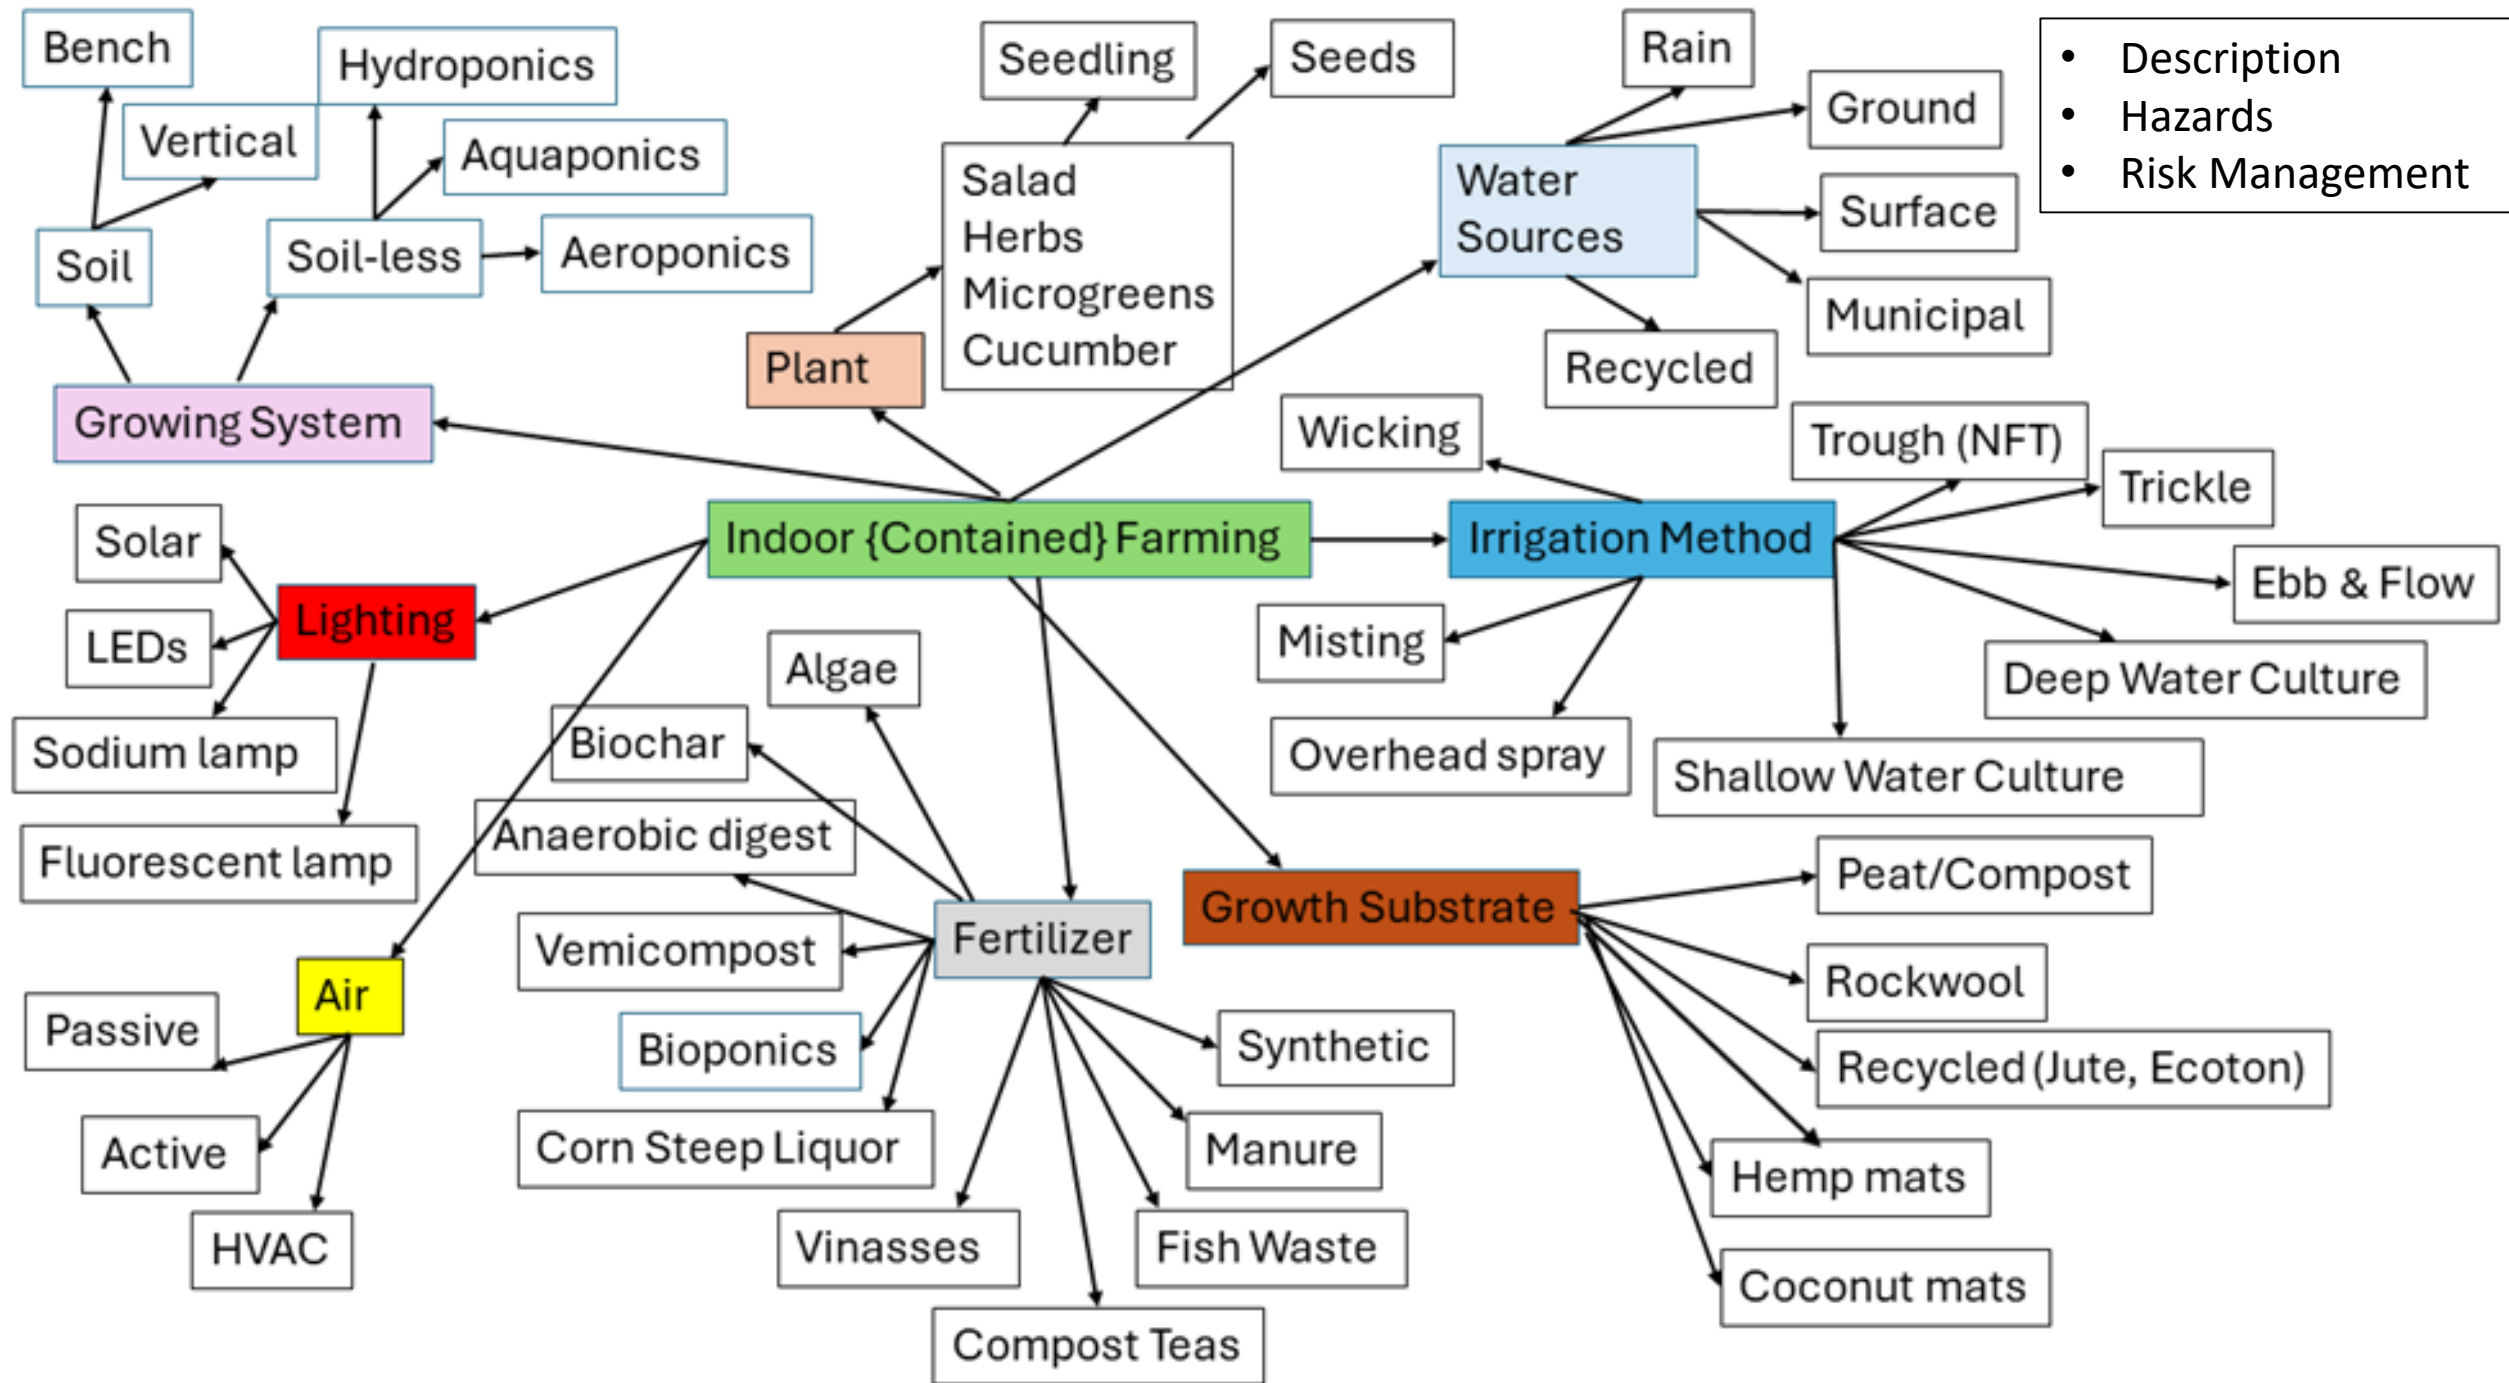 Bench
Hydroponics
Vertical
Aquaponics
Soil
Soil-less
Aeroponics
Growing System
Seedling
Seeds
Salad
Herbs
Microgreens
Cucumber
Plant
Rain
Ground
Water
Sources
Surface
Municipal
Recycled
• Description
• Hazards
• Risk Management
Indoor {Contained} Farming
Irrigation Method
Wicking
Trough (NFT)
Trickle
Ebb & Flow
Deep Water Culture
Shallow Water Culture
Misting
Overhead spray
Solar
Lighting
LEDs
Sodium lamp
Fluorescent lamp
Air
Passive
Active
HVAC
Algae
Biochar
Anaerobic digest
Fertilizer
Vemicompost
Bioponics
Corn Steep Liquor
Vinasses
Compost Teas
Fish Waste
Manure
Synthetic
Growth Substrate
Peat/Compost
Rockwool
Recycled (Jute, Ecoton)
Hemp mats
Coconut mats